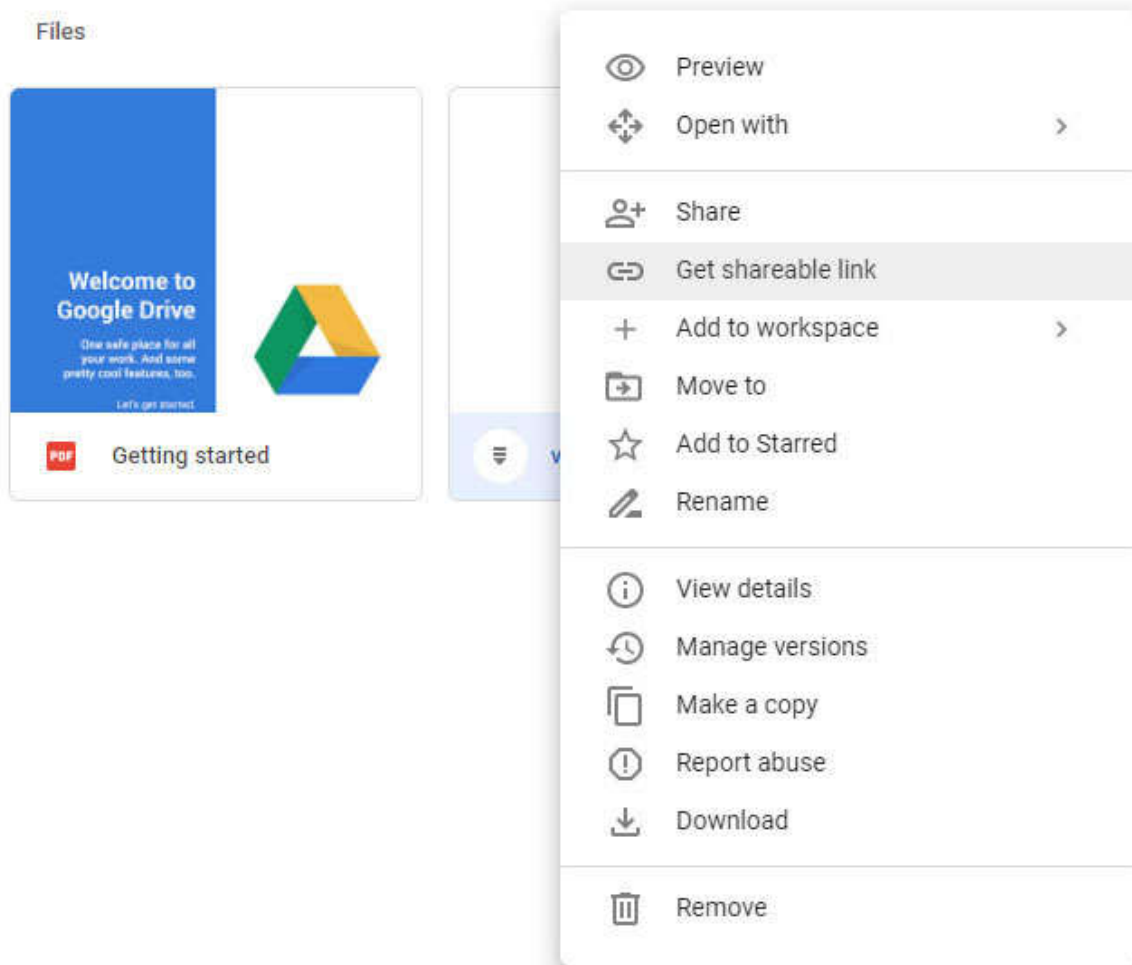 Files
Welcome to
Google Drive
One safe place for all
your work. And some
pretty cool features, too.
Let's get started.
PDF
Getting started
Preview
Open with
Share
Get shareable link
Add to workspace
Move to
Add to Starred
Rename
View details
Manage versions
Make a copy
Report abuse
Download
Remove